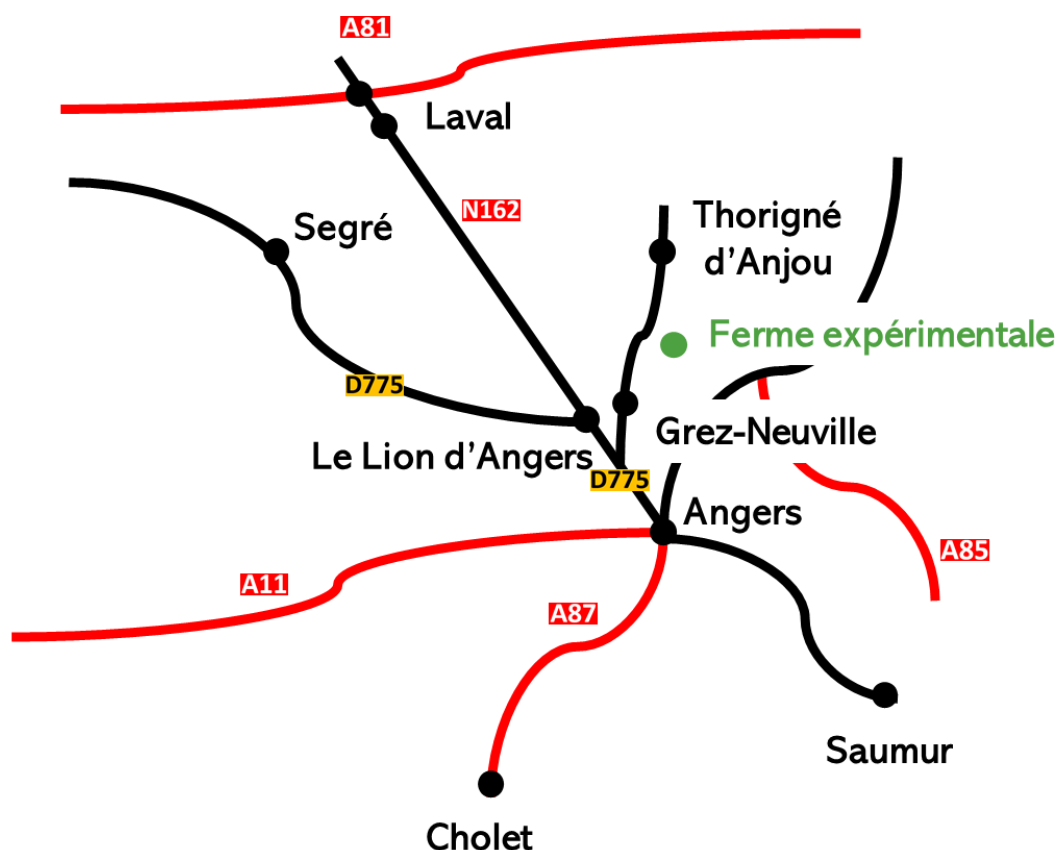 A81
Laval
N162
Segré
Thorigné
d'Anjou
Ferme expérimentale
D775
Grez-Neuville
Le Lion d'Angers
D775
Angers
A85
A11
A87
Saumur
Cholet